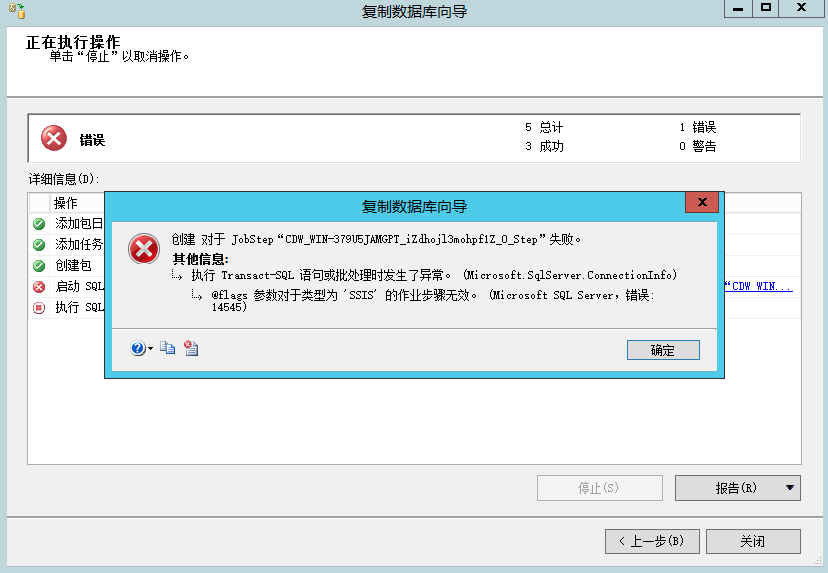 复制数据库向导
正在执行操作
单击“停止”以取消操作。
错误
5 总计
1 错误
3 成功
0 警告
详细信息(D):
操作
添加包日
添加任务
创建包
启动 SQL
“CDW_WIN...
执行 SQL
复制数据库向导
创建 对于 JobStep“CDW_WIN-379U5JAMGPT_iZdhojl3mohpf1Z_0_Step”失败。
其他信息:
执行 Transact-SQL 语句或批处理时发生了异常。 (Microsoft.SqlServer.ConnectionInfo)
@flags 参数对于类型为 'SSIS' 的作业步骤无效。 (Microsoft SQL Server，错误:
14545)
确定
停止(S)
报告(R)
< 上一步(B)
关闭